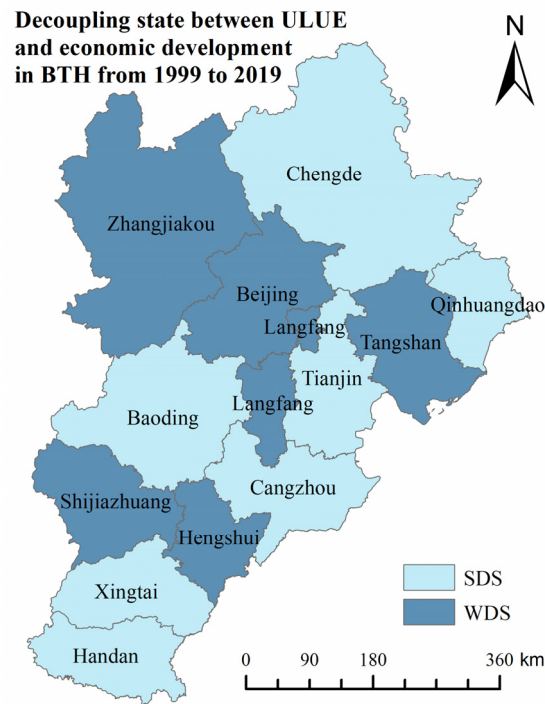 Decoupling state between ULUE
and economic development
in BTH from 1999 to 2019
N
Chengde
Zhangjiakou
Beijing
Qinhuangdao
Langfang
Tangshan
Tianjin
Langfang
Baoding
Cangzhou
Shijiazhuang
Hengshui
Xingtai
Handan
SDS
WDS
0 90 180 360 km